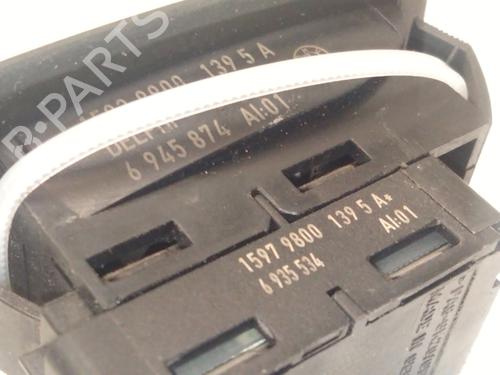 B-PARTS
139 5 A
DELPHI
6 945 874 AI:01
1597 9800 139 5 A*
6 935 534 AI:01